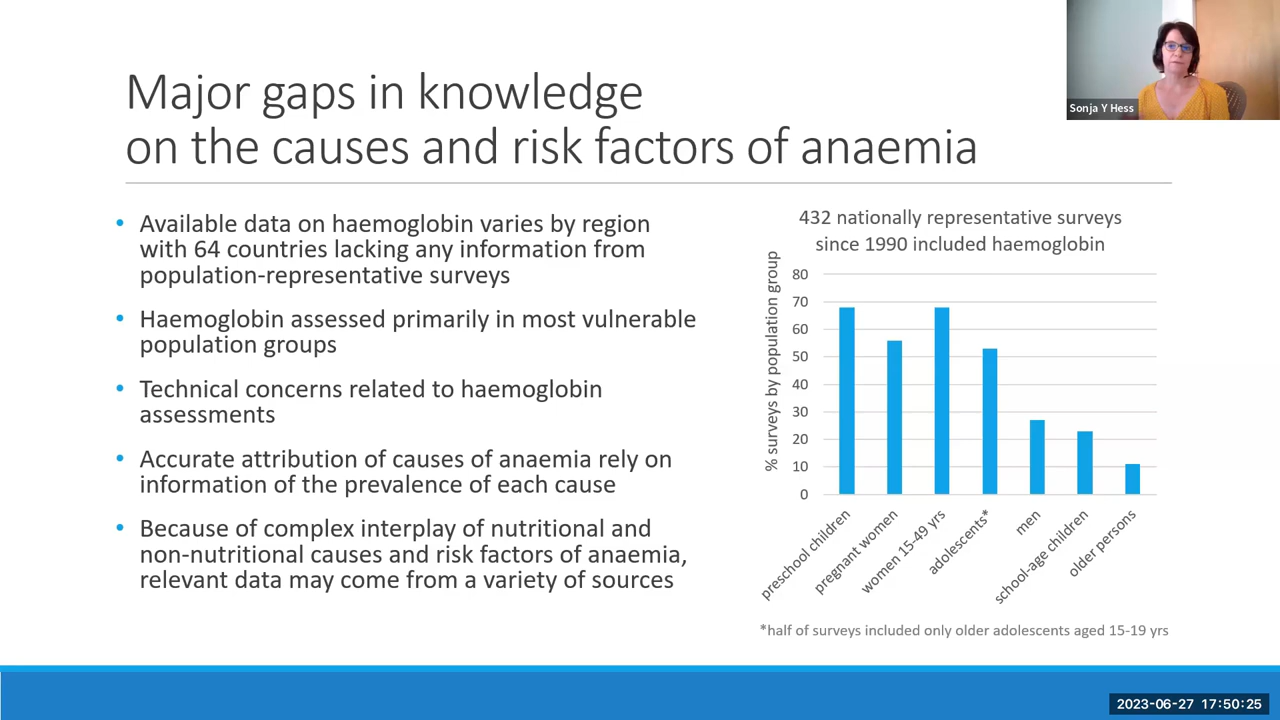 Major gaps in knowledge
on the causes and risk factors of anaemia
Sonja Y Hess
• Available data on haemoglobin varies by region
with 64 countries lacking any information from
population-representative surveys
• Haemoglobin assessed primarily in most vulnerable
population groups
• Technical concerns related to haemoglobin
assessments
• Accurate attribution of causes of anaemia rely on
information of the prevalence of each cause
• Because of complex interplay of nutritional and
non-nutritional causes and risk factors of anaemia,
relevant data may come from a variety of sources
432 nationally representative surveys
since 1990 included haemoglobin
% surveys by population group
80
70
60
50
40
30
20
10
0
preschool children
pregnant women
women 15-49 yrs
adolescents*
men
school-age children
older persons
*half of surveys included only older adolescents aged 15-19 yrs
2023-06-27 17:50:25